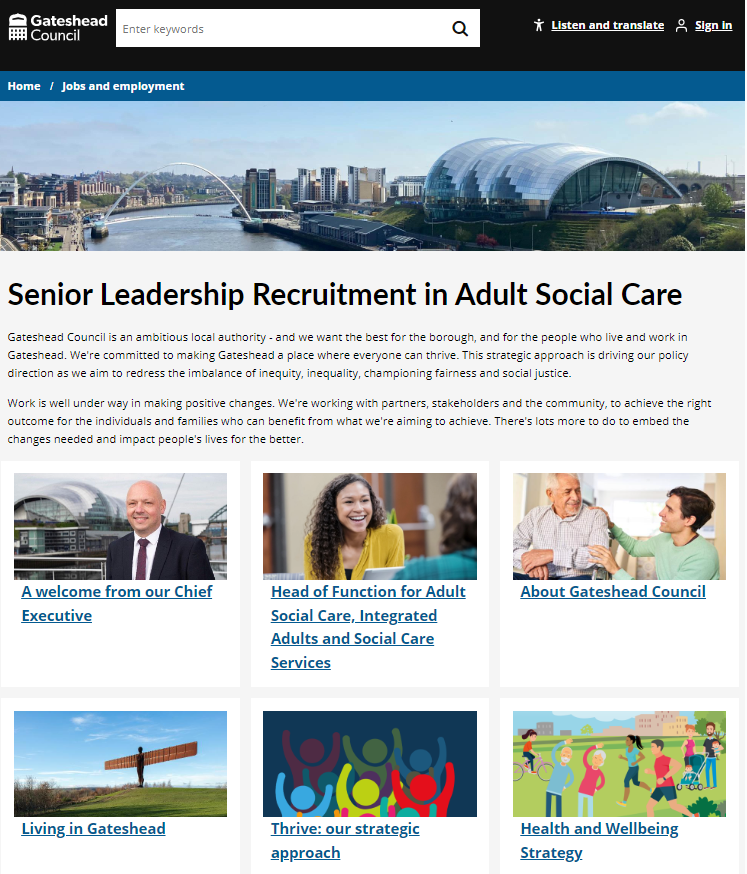 Gateshead
Council
Enter keywords
Listen and translate
Sign in
Home / Jobs and employment
Senior Leadership Recruitment in Adult Social Care
Gateshead Council is an ambitious local authority - and we want the best for the borough, and for the people who live and work in
Gateshead. We're committed to making Gateshead a place where everyone can thrive. This strategic approach is driving our policy
direction as we aim to redress the imbalance of inequity, inequality, championing fairness and social justice.
Work is well under way in making positive changes. We're working with partners, stakeholders and the community, to achieve the right
outcome for the individuals and families who can benefit from what we're aiming to achieve. There's lots more to do to embed the
changes needed and impact people's lives for the better.
A welcome from our Chief
Executive
Head of Function for Adult
Social Care, Integrated
Adults and Social Care
Services
About Gateshead Council
Living in Gateshead
Thrive: our strategic
approach
Health and Wellbeing
Strategy